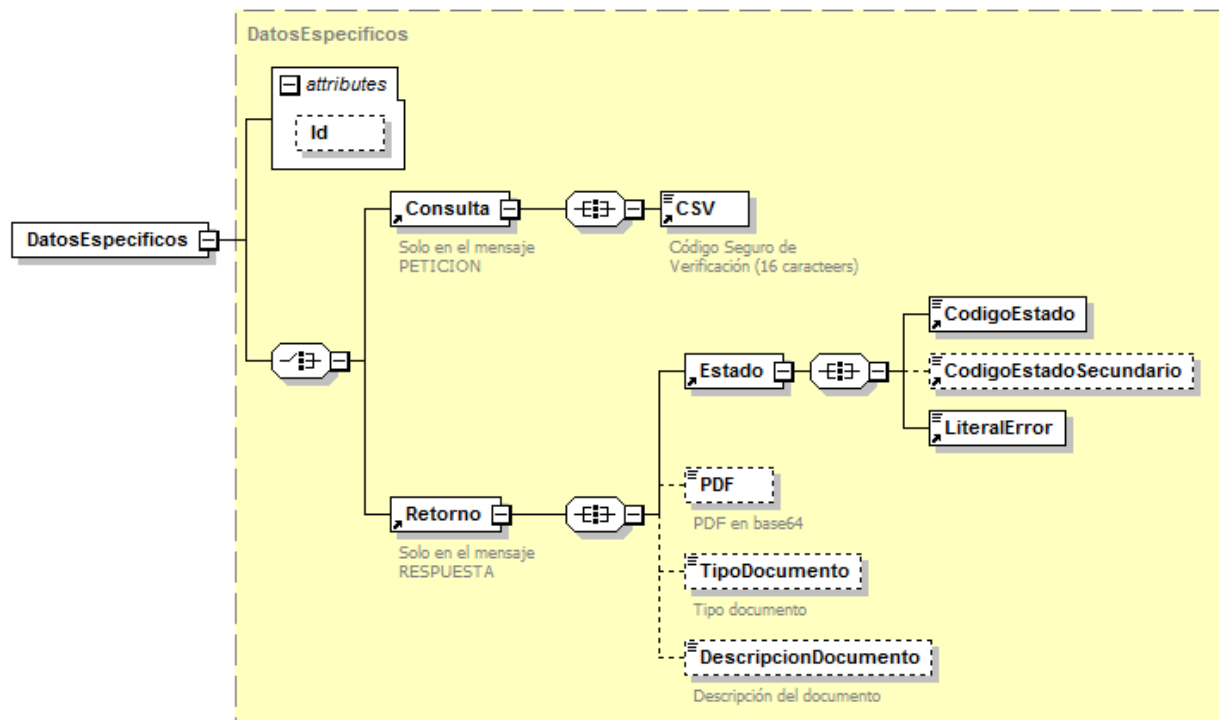 DatosEspecificos
attributes
Id
DatosEspecificos
Consulta
Solo en el mensaje
PETICION
CSV
Código Seguro de
Verificación (16 caracteers)
Retorno
Solo en el mensaje
RESPUESTA
Estado
CodigoEstado
CodigoEstadoSecundario
LiteralError
PDF
PDF en base64
TipoDocumento
Tipo documento
DescripcionDocumento
Descripción del documento